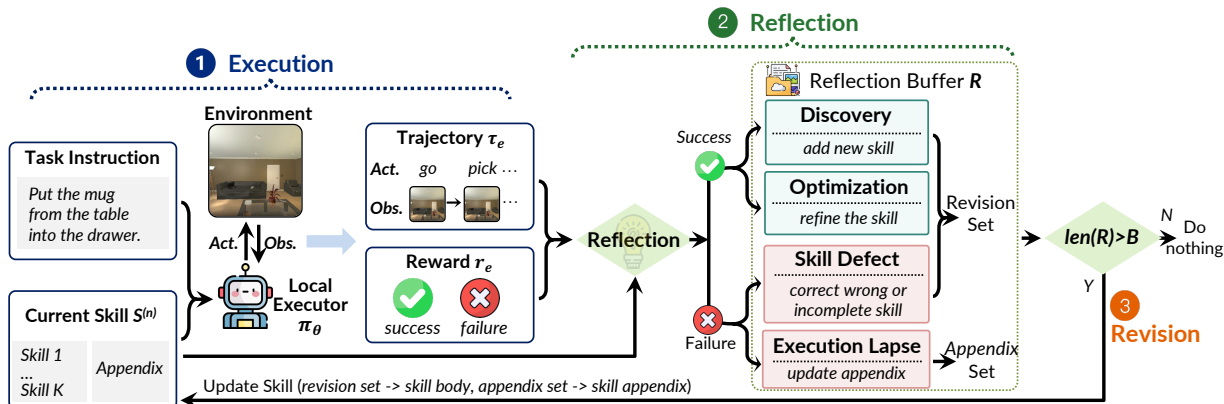 1 Execution
2 Reflection
Environment
Task Instruction
Put the mug
from the table
into the drawer.
Act.
Obs.
Local
Executor
π_θ
Current Skill S^(n)
Skill 1
...
Skill K
Appendix
Trajectory τ_e
Act. go pick ...
Obs. ...
Reward r_e
success failure
Reflection
Success
Failure
Reflection Buffer R
Discovery
add new skill
Optimization
refine the skill
Skill Defect
correct wrong or
incomplete skill
Execution Lapse
update appendix
Revision
Set
Appendix
Set
len(R)>B
N
Do
nothing
Y
3
Revision
Update Skill (revision set -> skill body, appendix set -> skill appendix)